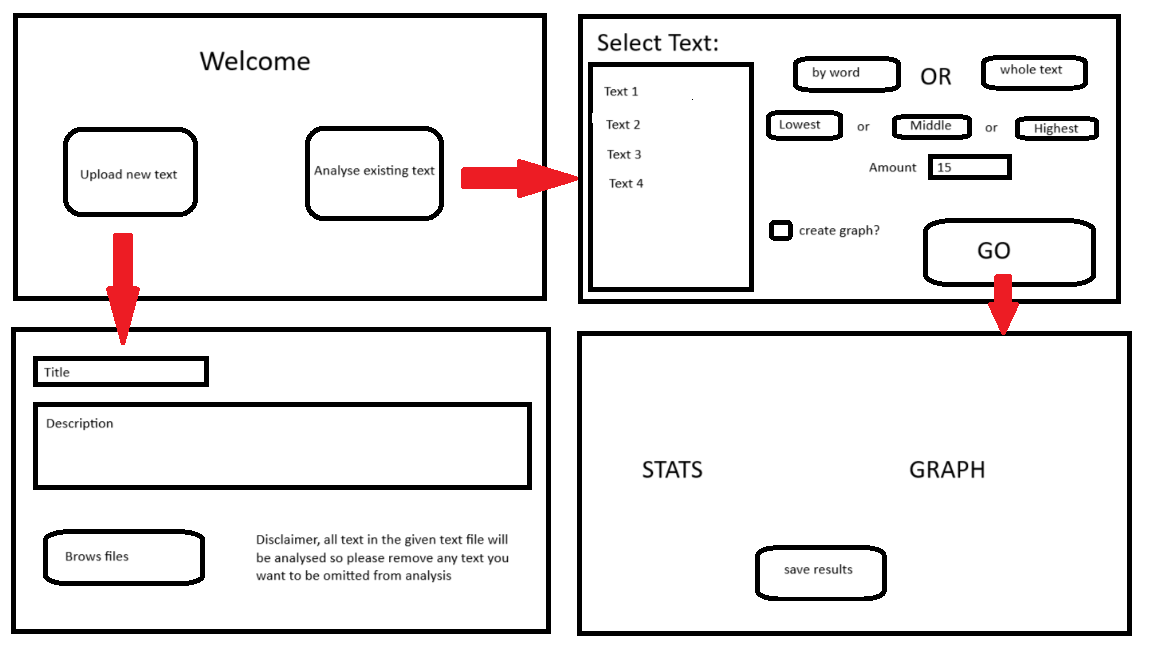 Welcome
Upload new text
Analyse existing text
Select Text:
Text 1
Text 2
Text 3
Text 4
by word OR whole text
Lowest or Middle or Highest
Amount 15
create graph?
GO
Title
Description
Brows files
Disclaimer, all text in the given text file will
be analysed so please remove any text you
want to be omitted from analysis
STATS
GRAPH
save results